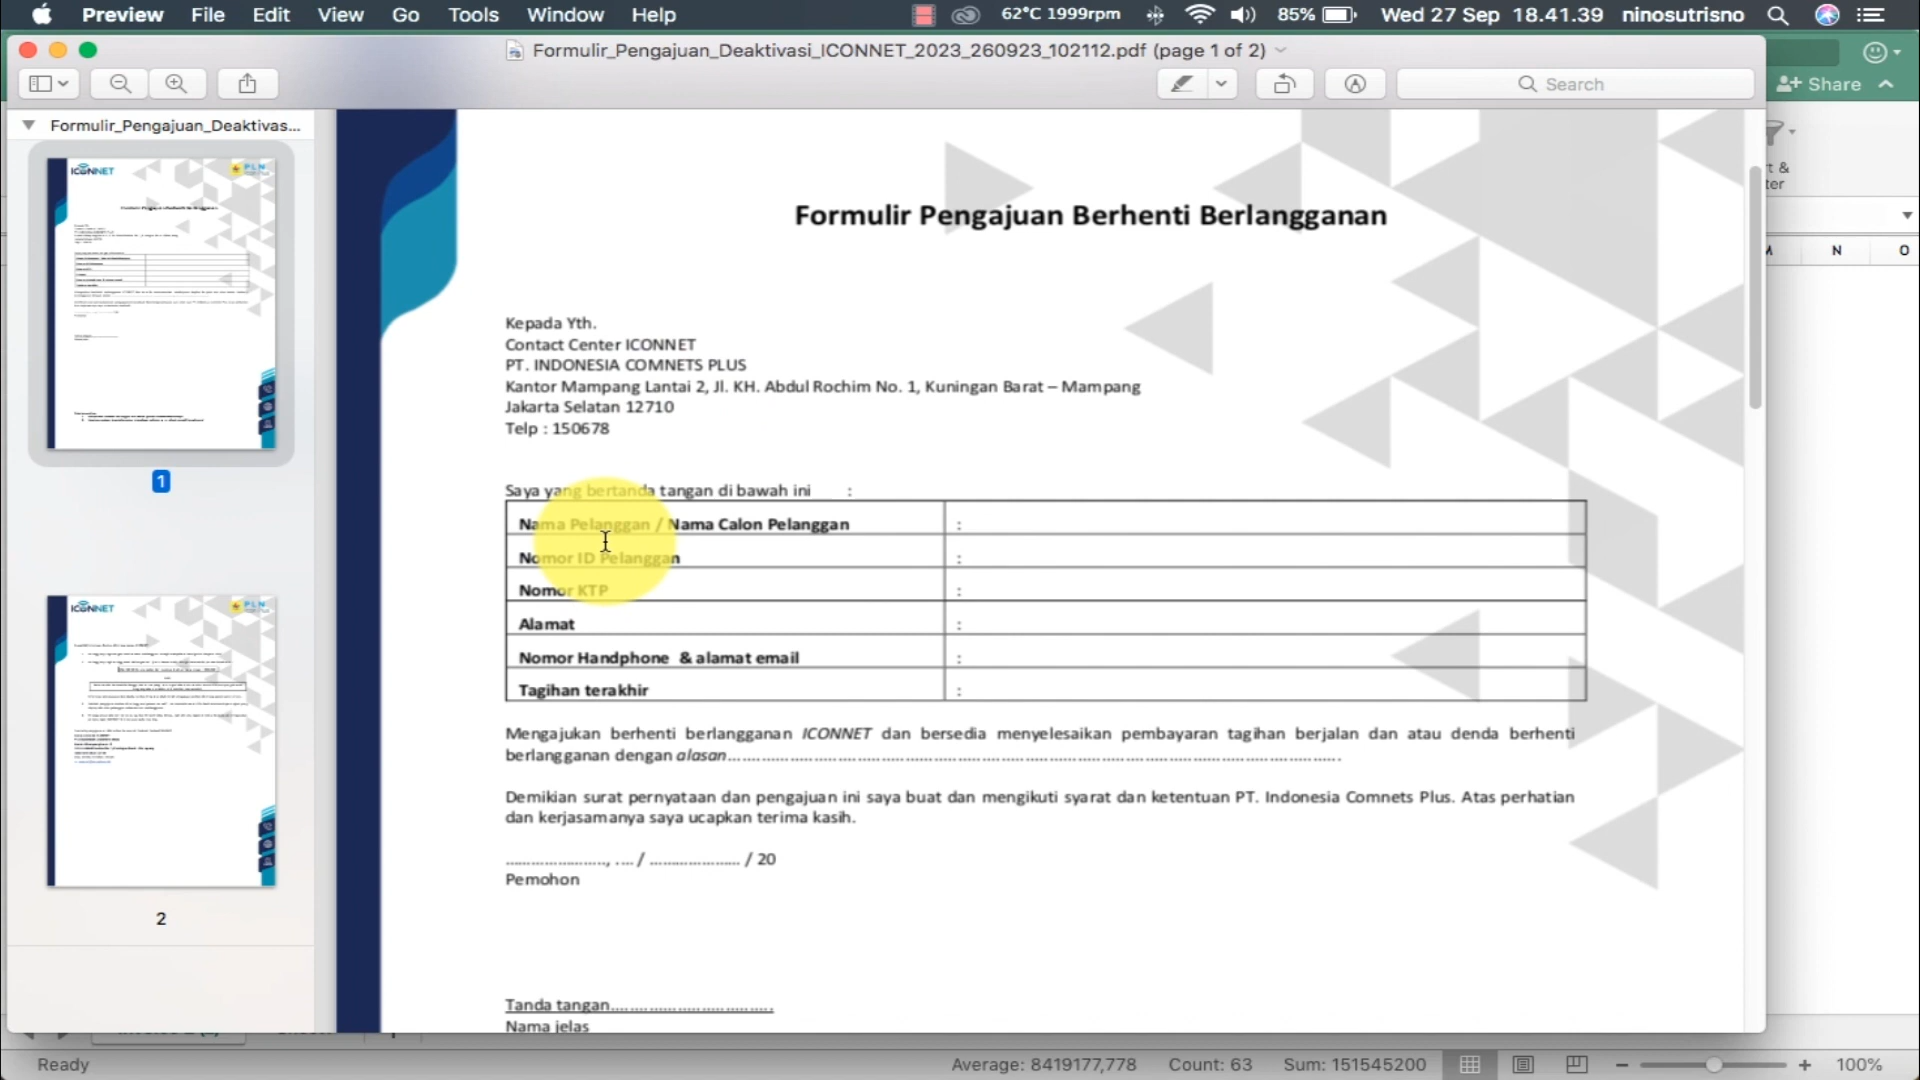 Preview File Edit View Go Tools Window Help 62°C 1999rpm 85% Wed 27 Sep 18.41.39 ninosutrisno
Formulir_Pengajuan_Deaktivasi_ICONNET_2023_260923_102112.pdf (page 1 of 2)
Search
Share
Formulir_Pengajuan_Deaktivas...
ICONNET
PLN
1
ICONNET
PLN
2
Formulir Pengajuan Berhenti Berlangganan
Kepada Yth.
Contact Center ICONNET
PT. INDONESIA COMNETS PLUS
Kantor Mampang Lantai 2, Jl. KH. Abdul Rochim No. 1, Kuningan Barat – Mampang
Jakarta Selatan 12710
Telp : 150678
Saya yang bertanda tangan di bawah ini :
Nama Pelanggan / Nama Calon Pelanggan :
Nomor ID Pelanggan :
Nomor KTP :
Alamat :
Nomor Handphone & alamat email :
Tagihan terakhir :
Mengajukan berhenti berlangganan ICONNET dan bersedia menyelesaikan pembayaran tagihan berjalan dan atau denda berhenti
berlangganan dengan alasan..........................................................................................
Demikian surat pernyataan dan pengajuan ini saya buat dan mengikuti syarat dan ketentuan PT. Indonesia Comnets Plus. Atas perhatian
dan kerjasamanya saya ucapkan terima kasih.
......................, .... / ..................... / 20
Pemohon
Tanda tangan................................
Nama jelas
N O
Ready Average: 8419177,778 Count: 63 Sum: 151545200 100%